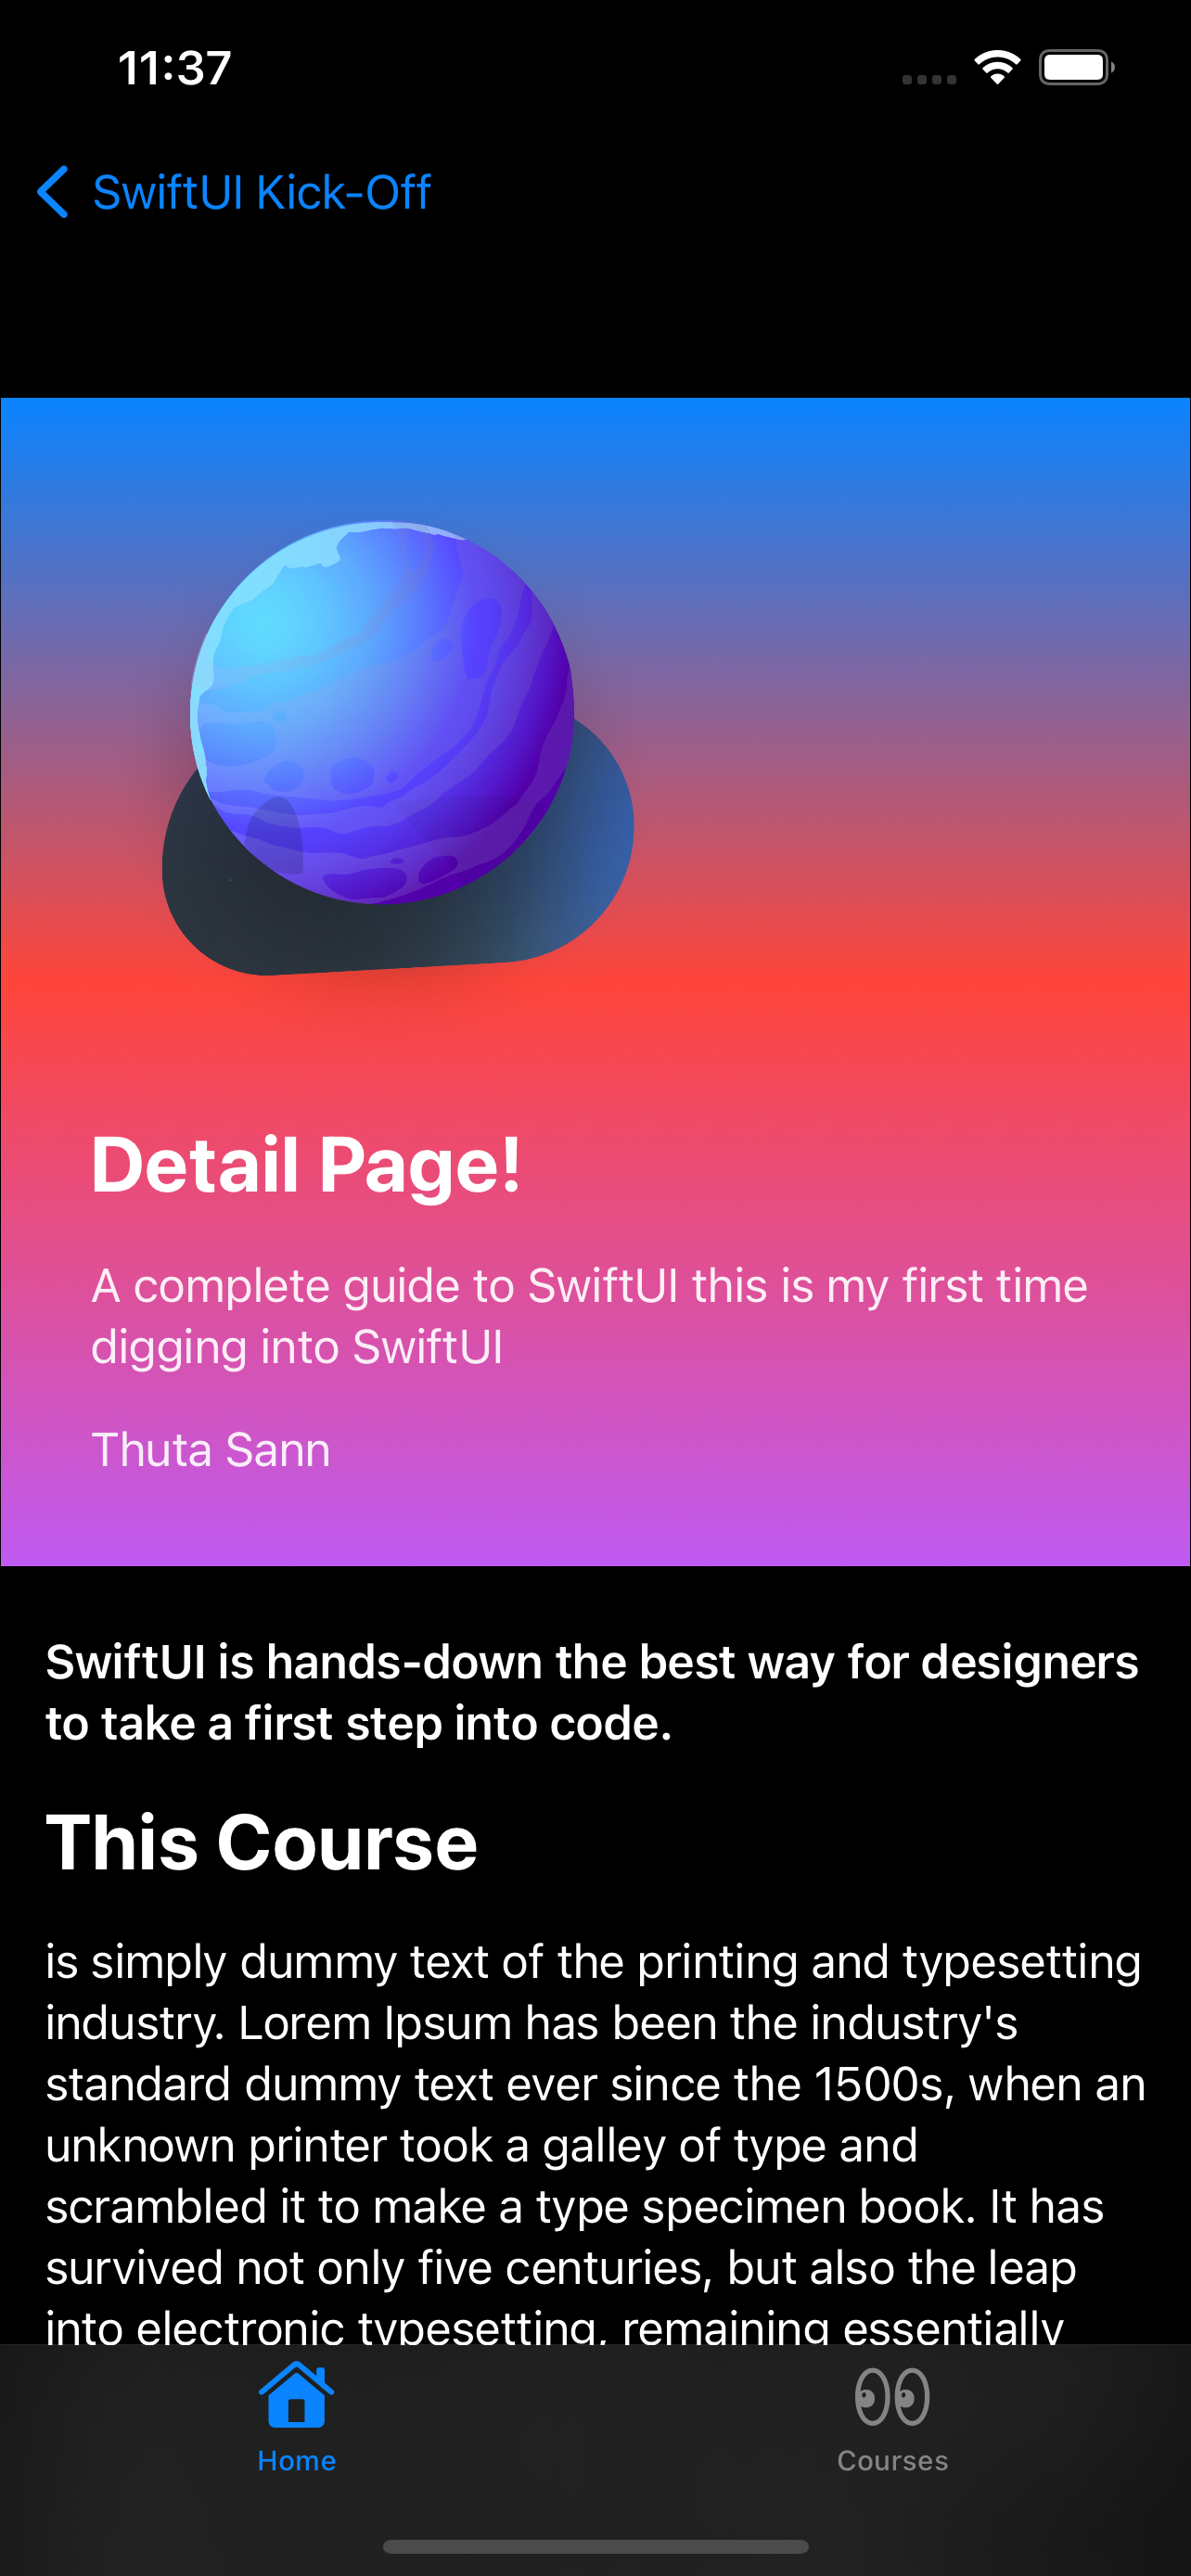 11:37
SwiftUI Kick-Off
Detail Page!
A complete guide to SwiftUI this is my first time
digging into SwiftUI
Thuta Sann
SwiftUI is hands-down the best way for designers
to take a first step into code.
This Course
is simply dummy text of the printing and typesetting
industry. Lorem Ipsum has been the industry's
standard dummy text ever since the 1500s, when an
unknown printer took a galley of type and
scrambled it to make a type specimen book. It has
survived not only five centuries, but also the leap
into electronic typesetting, remaining essentially
Home
Courses